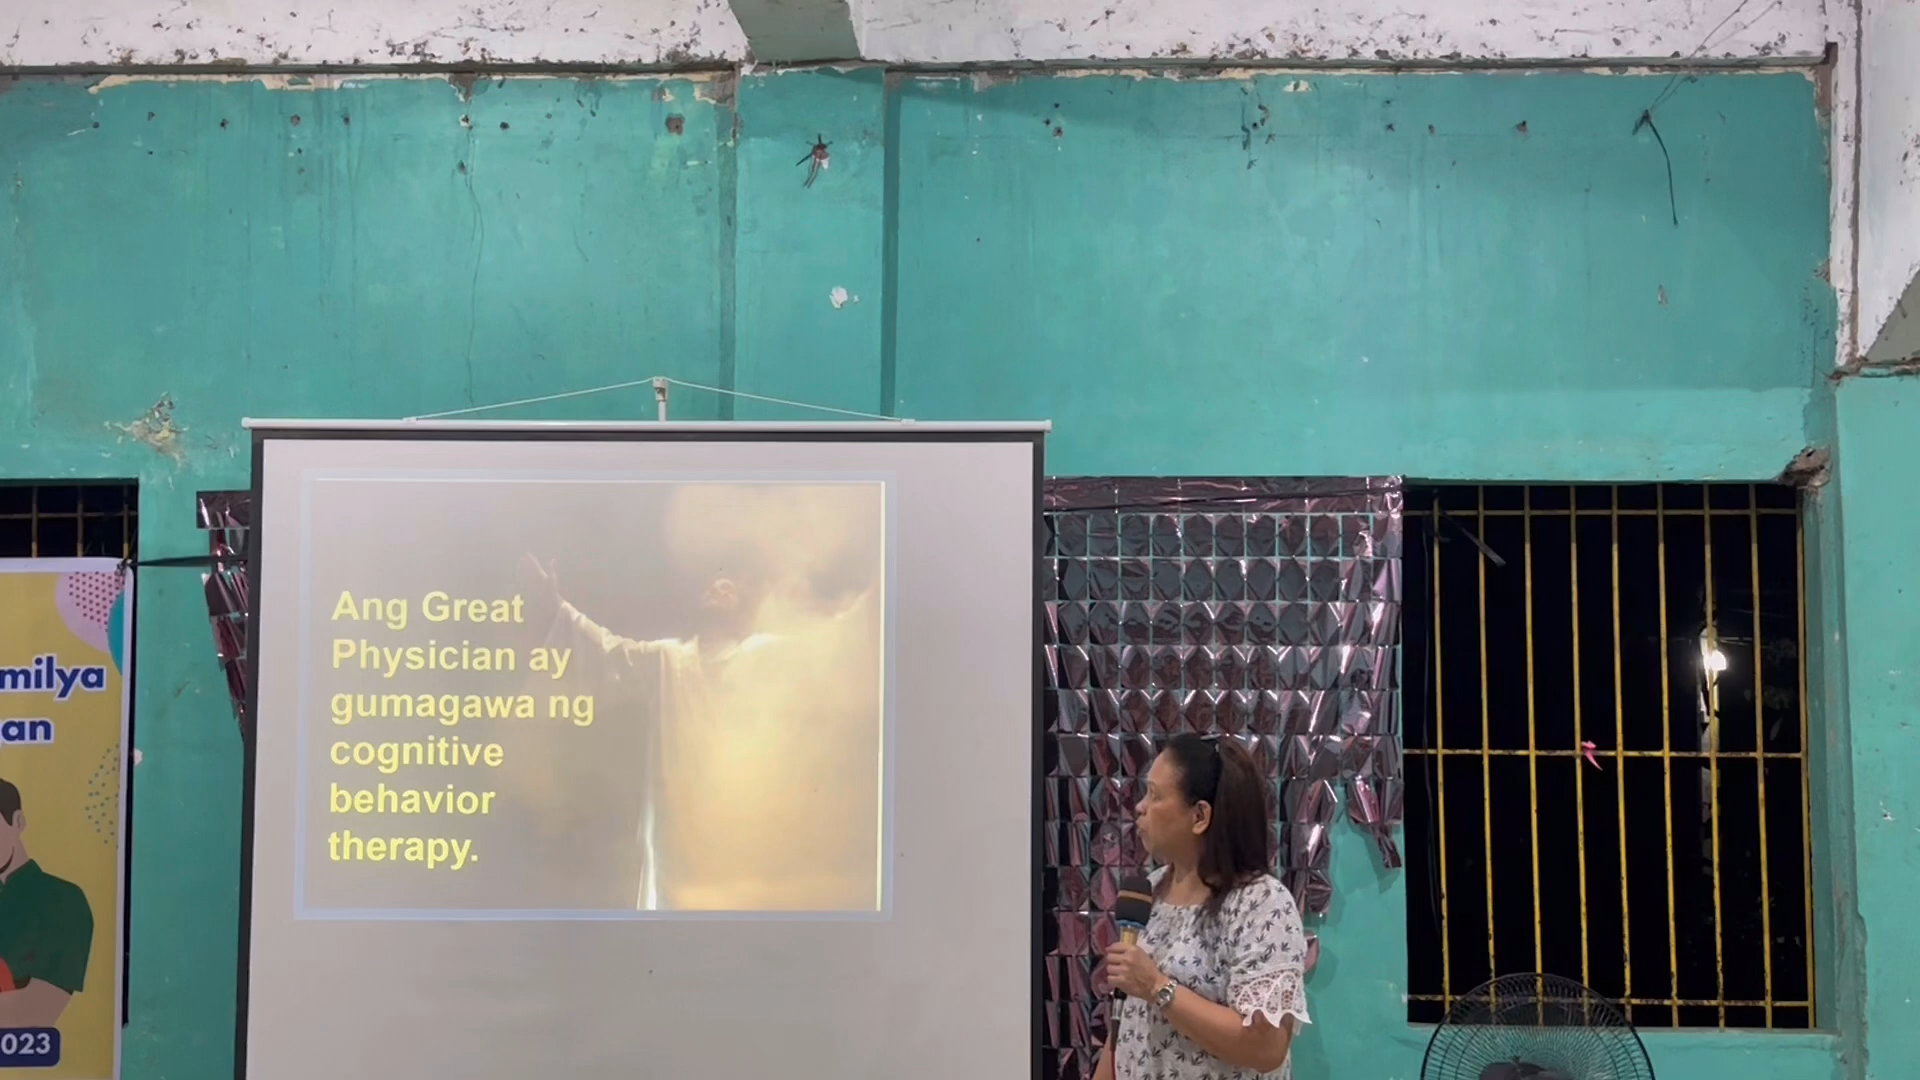 Ang Great
Physician ay
gumagawa ng
cognitive
behavior
therapy.
milya
an
023